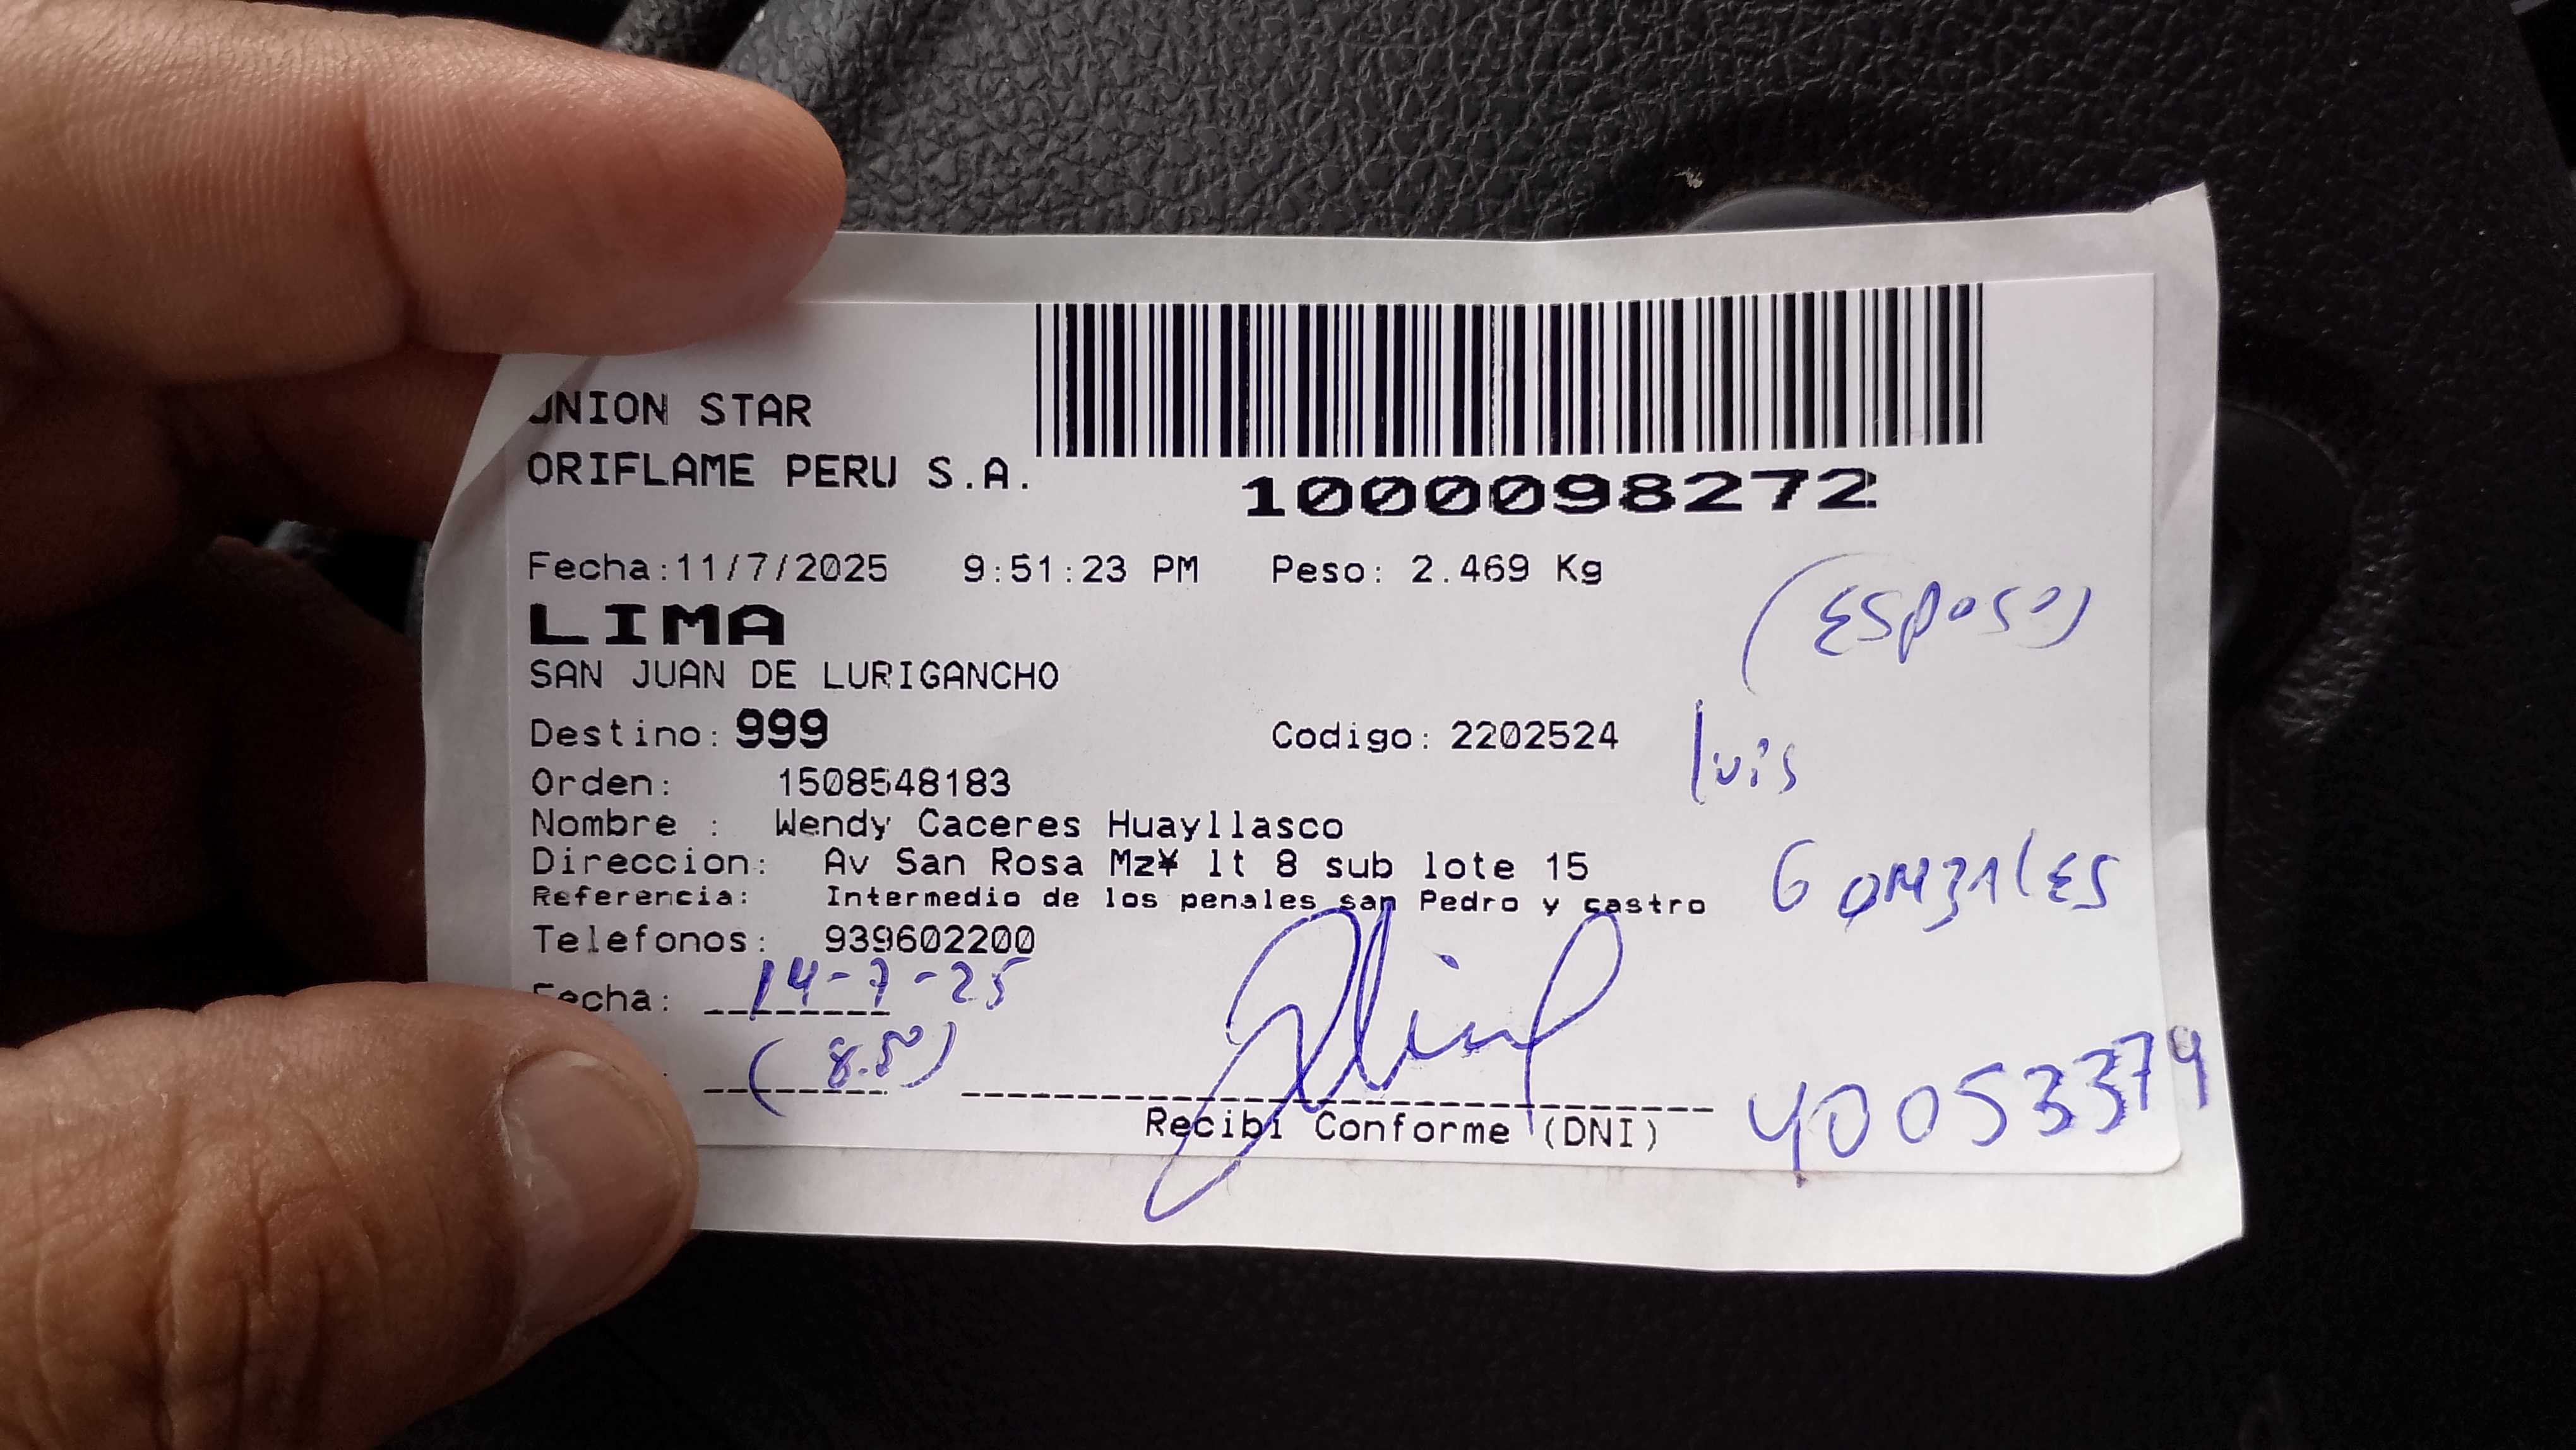 UNION STAR
ORIFLAME PERU S.A.
1000098272
Fecha:11/7/2025 9:51:23 PM Peso: 2.469 Kg
(Esposo)
LIMA
SAN JUAN DE LURIGANCHO
Destino: 999 Codigo: 2202524
luis
Orden: 1508548183
Nombre : Wendy Caceres Huayllasco
Direccion: Av San Rosa Mz¥ lt 8 sub lote 15
GONZALES
Referencia: Intermedio de los penales san Pedro y castro
Telefonos: 939602200
Fecha: 14-7-25
(8.50)
40053379
Recibi Conforme (DNI)